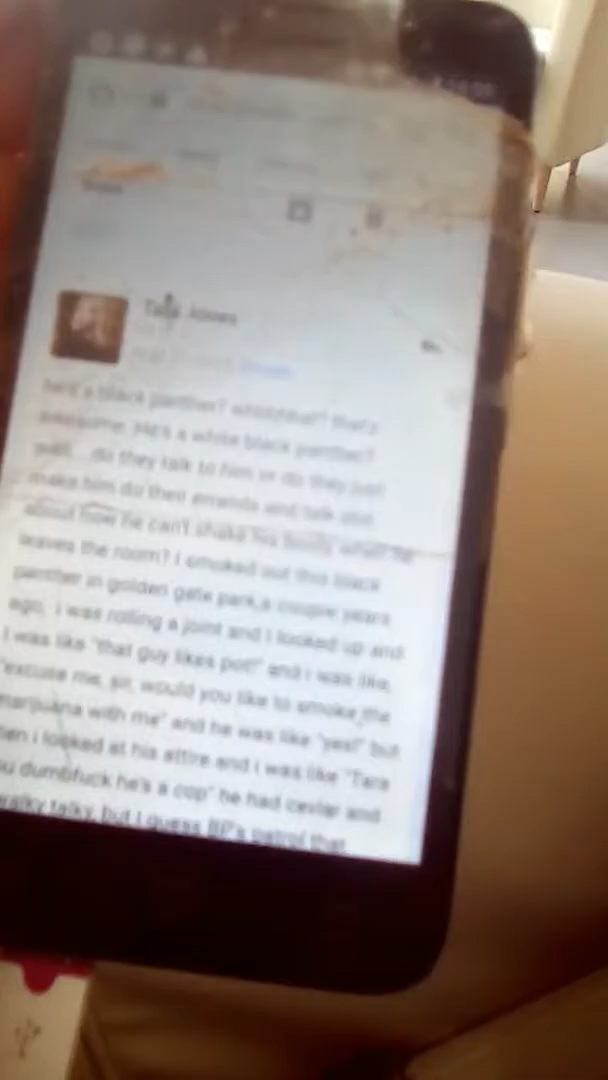 Tara Jones
he's a black panther? whhhhhat? that's
awesome. He's a white black panther?
wait... do they talk to him or do they just
make him do their errands and talk shit
about how he can't shake his booty when he
leaves the room? I smoked out this black
panther in golden gate park,a couple years
ago, I was rolling a joint and I looked up and
I was like "that guy likes pot!" and i was like,
"excuse me, sir, would you like to smoke the
marijuana with me" and he was like "yes!" but
then i looked at his attire and I was like "Tara
u dumbfuck he's a cop" he had cevlar and
walky talky, but I guess BP's patrol that